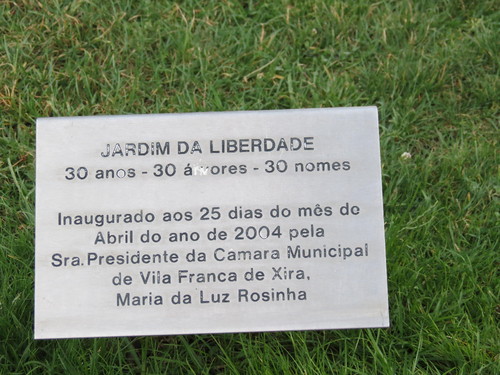 JARDIM DA LIBERDADE
30 anos - 30 árvores - 30 nomes
Inaugurado aos 25 dias do mês de
Abril do ano de 2004 pela
Sra.Presidente da Camara Municipal
de Vila Franca de Xira,
Maria da Luz Rosinha